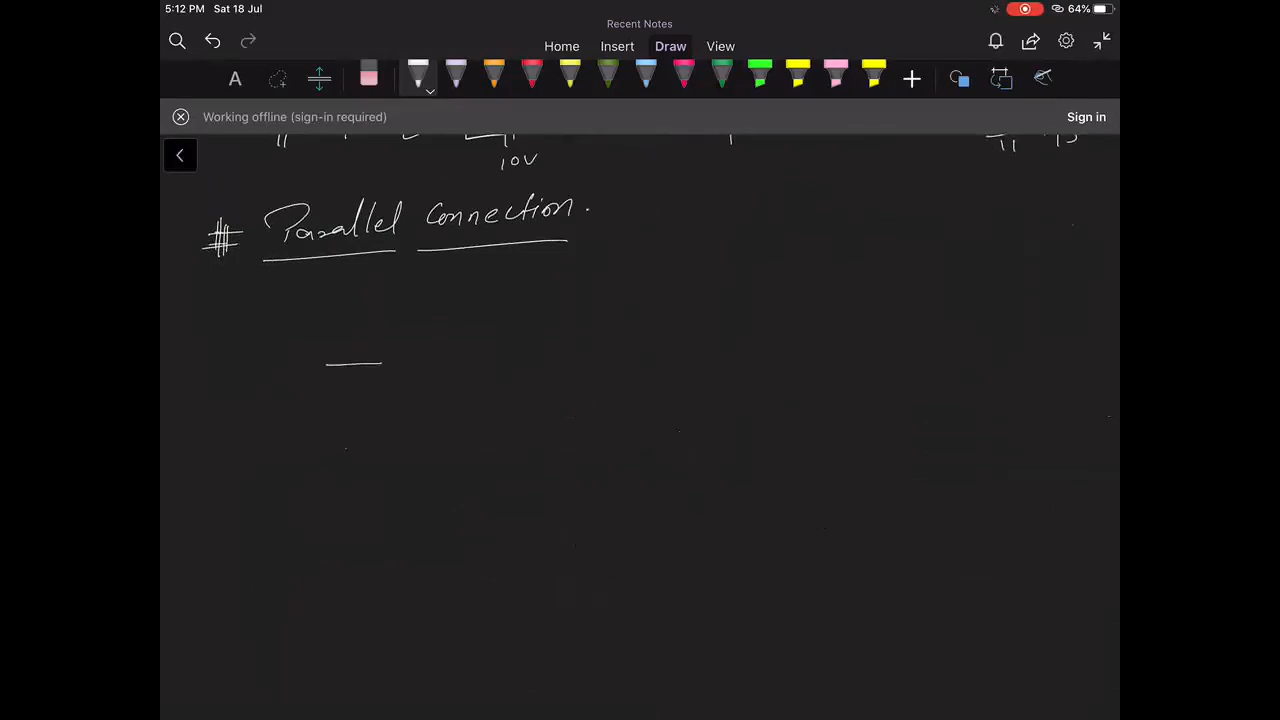 5:12 PM Sat 18 Jul 64%
Recent Notes
Home Insert Draw View
A
Working offline (sign-in required) Sign in
10V
# Parallel Connection.